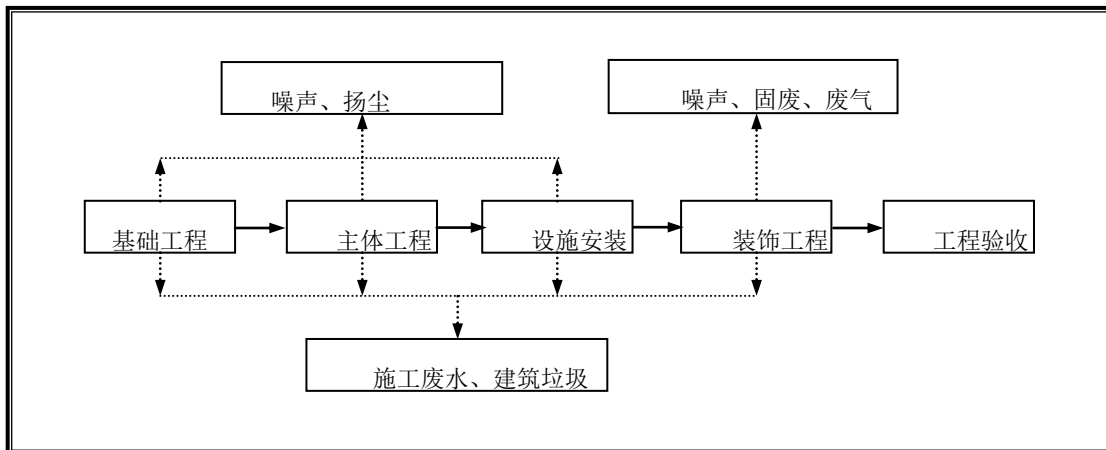 噪声、扬尘
噪声、固废、废气
基础工程
主体工程
设施安装
装饰工程
工程验收
施工废水、建筑垃圾